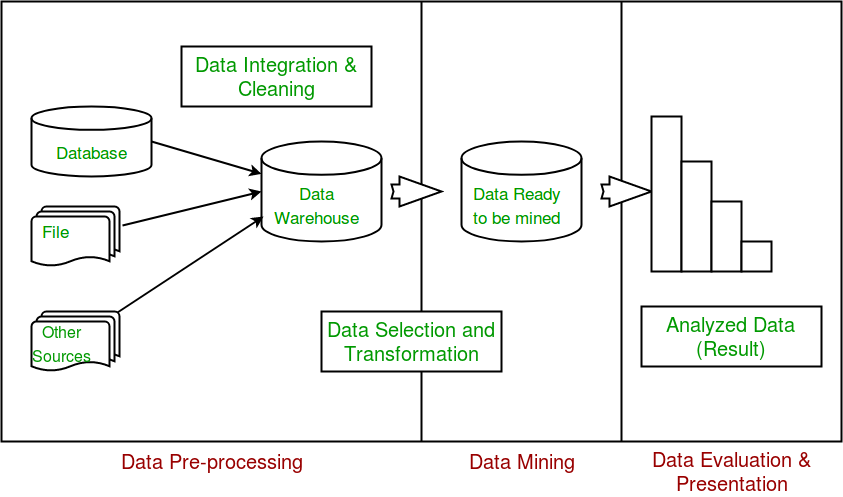 Data Integration &
Cleaning
Database
File
Other
Sources
Data
Warehouse
Data Selection and
Transformation
Data Ready
to be mined
Analyzed Data
(Result)
Data Pre-processing
Data Mining
Data Evaluation &
Presentation